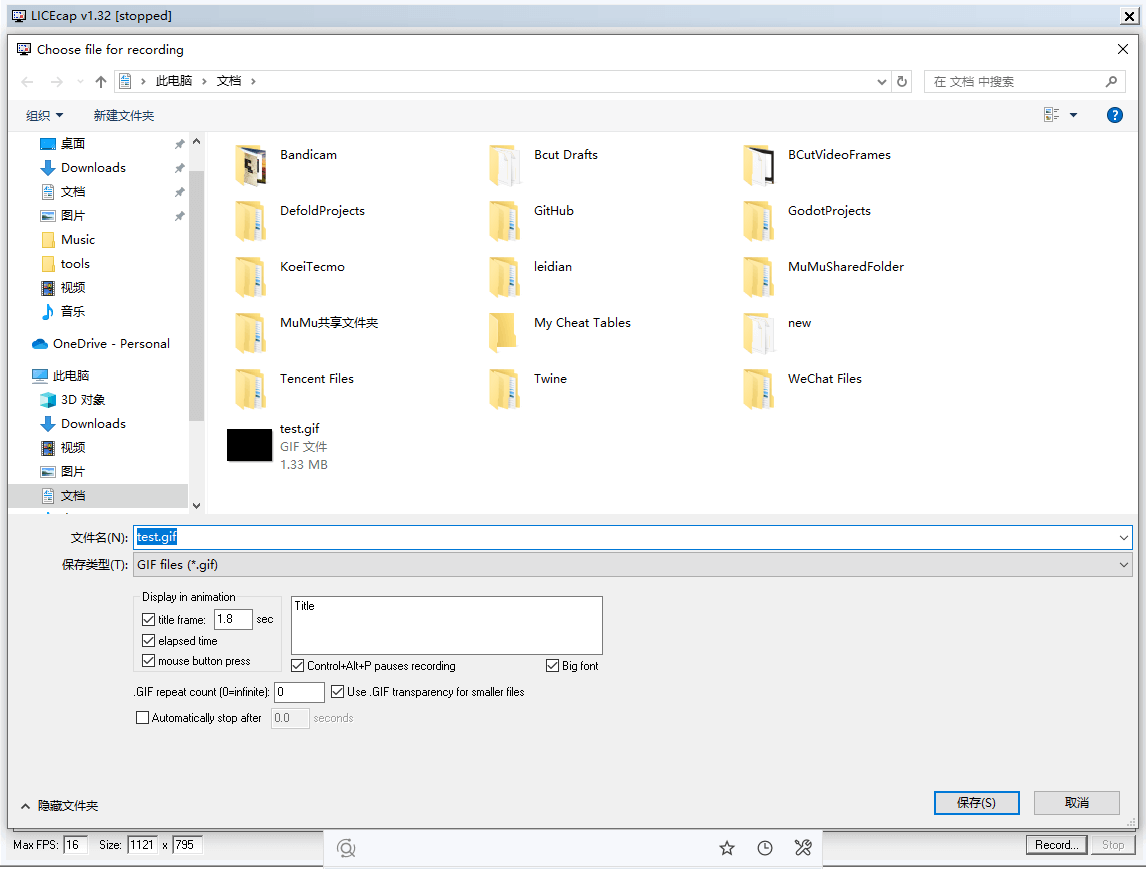 LICEcap v1.32 [stopped]
Choose file for recording
此电脑 文档
在 文档 中搜索
组织 新建文件夹
桌面
Downloads
文档
图片
Music
tools
视频
音乐
OneDrive - Personal
此电脑
3D 对象
Downloads
视频
图片
文档
Bandicam Bcut Drafts BCutVideoFrames
DefoldProjects GitHub GodotProjects
KoeiTecmo leidian MuMuSharedFolder
MuMu共享文件夹 My Cheat Tables new
Tencent Files Twine WeChat Files
test.gif
GIF 文件
1.33 MB
文件名(N): test.gif
保存类型(T): GIF files (*.gif)
Display in animation
title frame: 1.8 sec
elapsed time
mouse button press
Title
Control+Alt+P pauses recording Big font
.GIF repeat count (0=infinite): 0 Use .GIF transparency for smaller files
Automatically stop after 0.0 seconds
隐藏文件夹 保存(S) 取消
Max FPS: 16 Size: 1121 x 795 Record... Stop